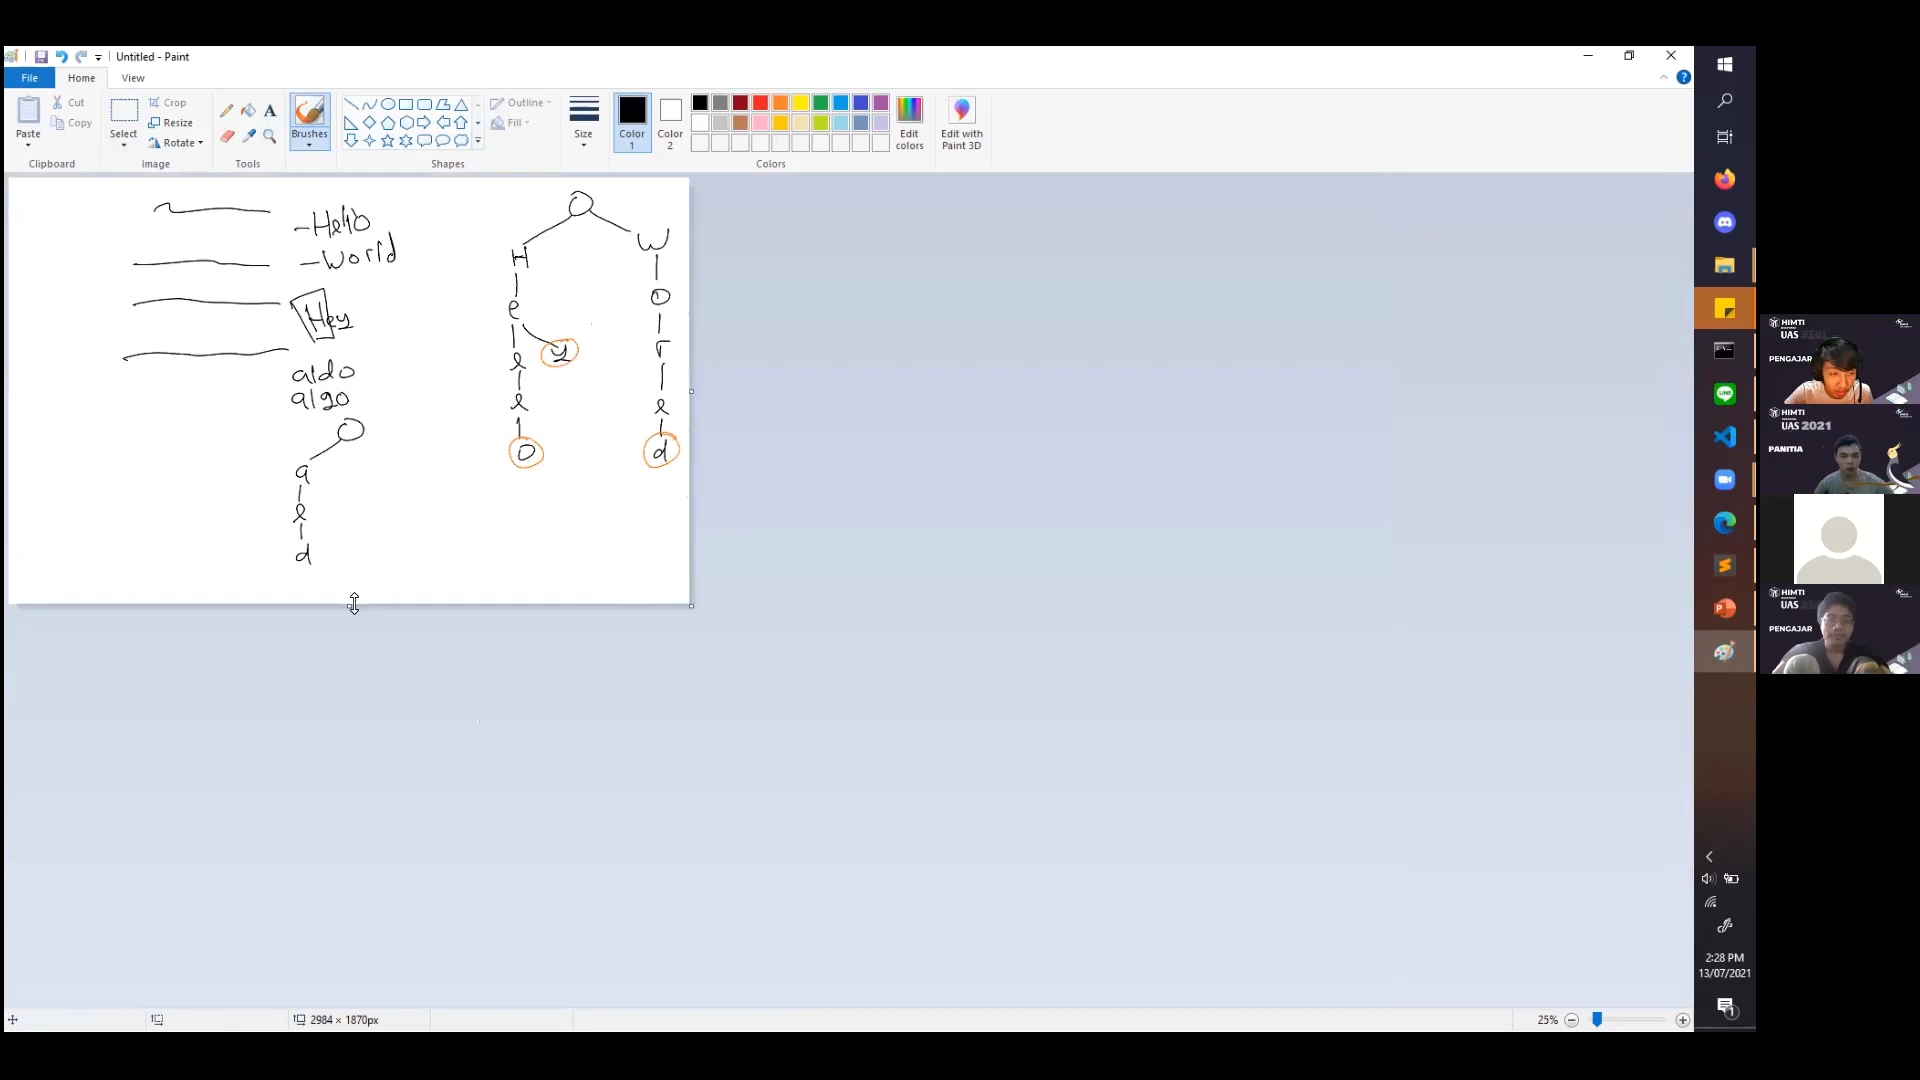 Untitled - Paint
File Home View
Paste
Cut
Copy
Clipboard
Select
Crop
Resize
Rotate
Image
Tools
Brushes
Shapes
Outline
Fill
Size
Color 1
Color 2
Edit colors
Edit with Paint 3D
Colors
-Hello
-World
Hey
aldo
algo
a
l
d
H
e
l
y
l
o
W
o
r
l
d
HIMTI
UAS
PENGAJAR
HIMTI
UAS 2021
PANITIA
HIMTI
UAS
PENGAJAR
LINE
2:28 PM
13/07/2021
1
2984 × 1870px
25%